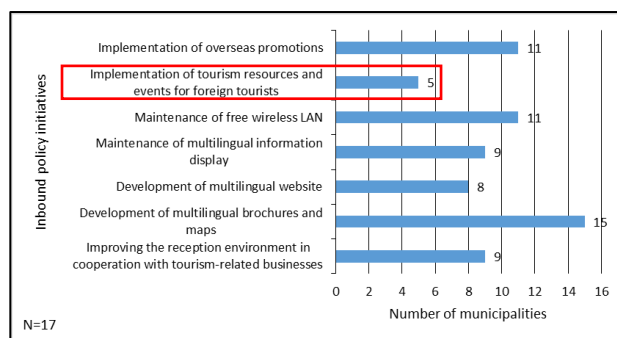 Inbound policy initiatives
Implementation of overseas promotions
11
Implementation of tourism resources and
events for foreign tourists
5
Maintenance of free wireless LAN
11
Maintenance of multilingual information
display
9
Development of multilingual website
8
Development of multilingual brochures and
maps
15
Improving the reception environment in
cooperation with tourism-related businesses
9
0 2 4 6 8 10 12 14 16
Number of municipalities
N=17